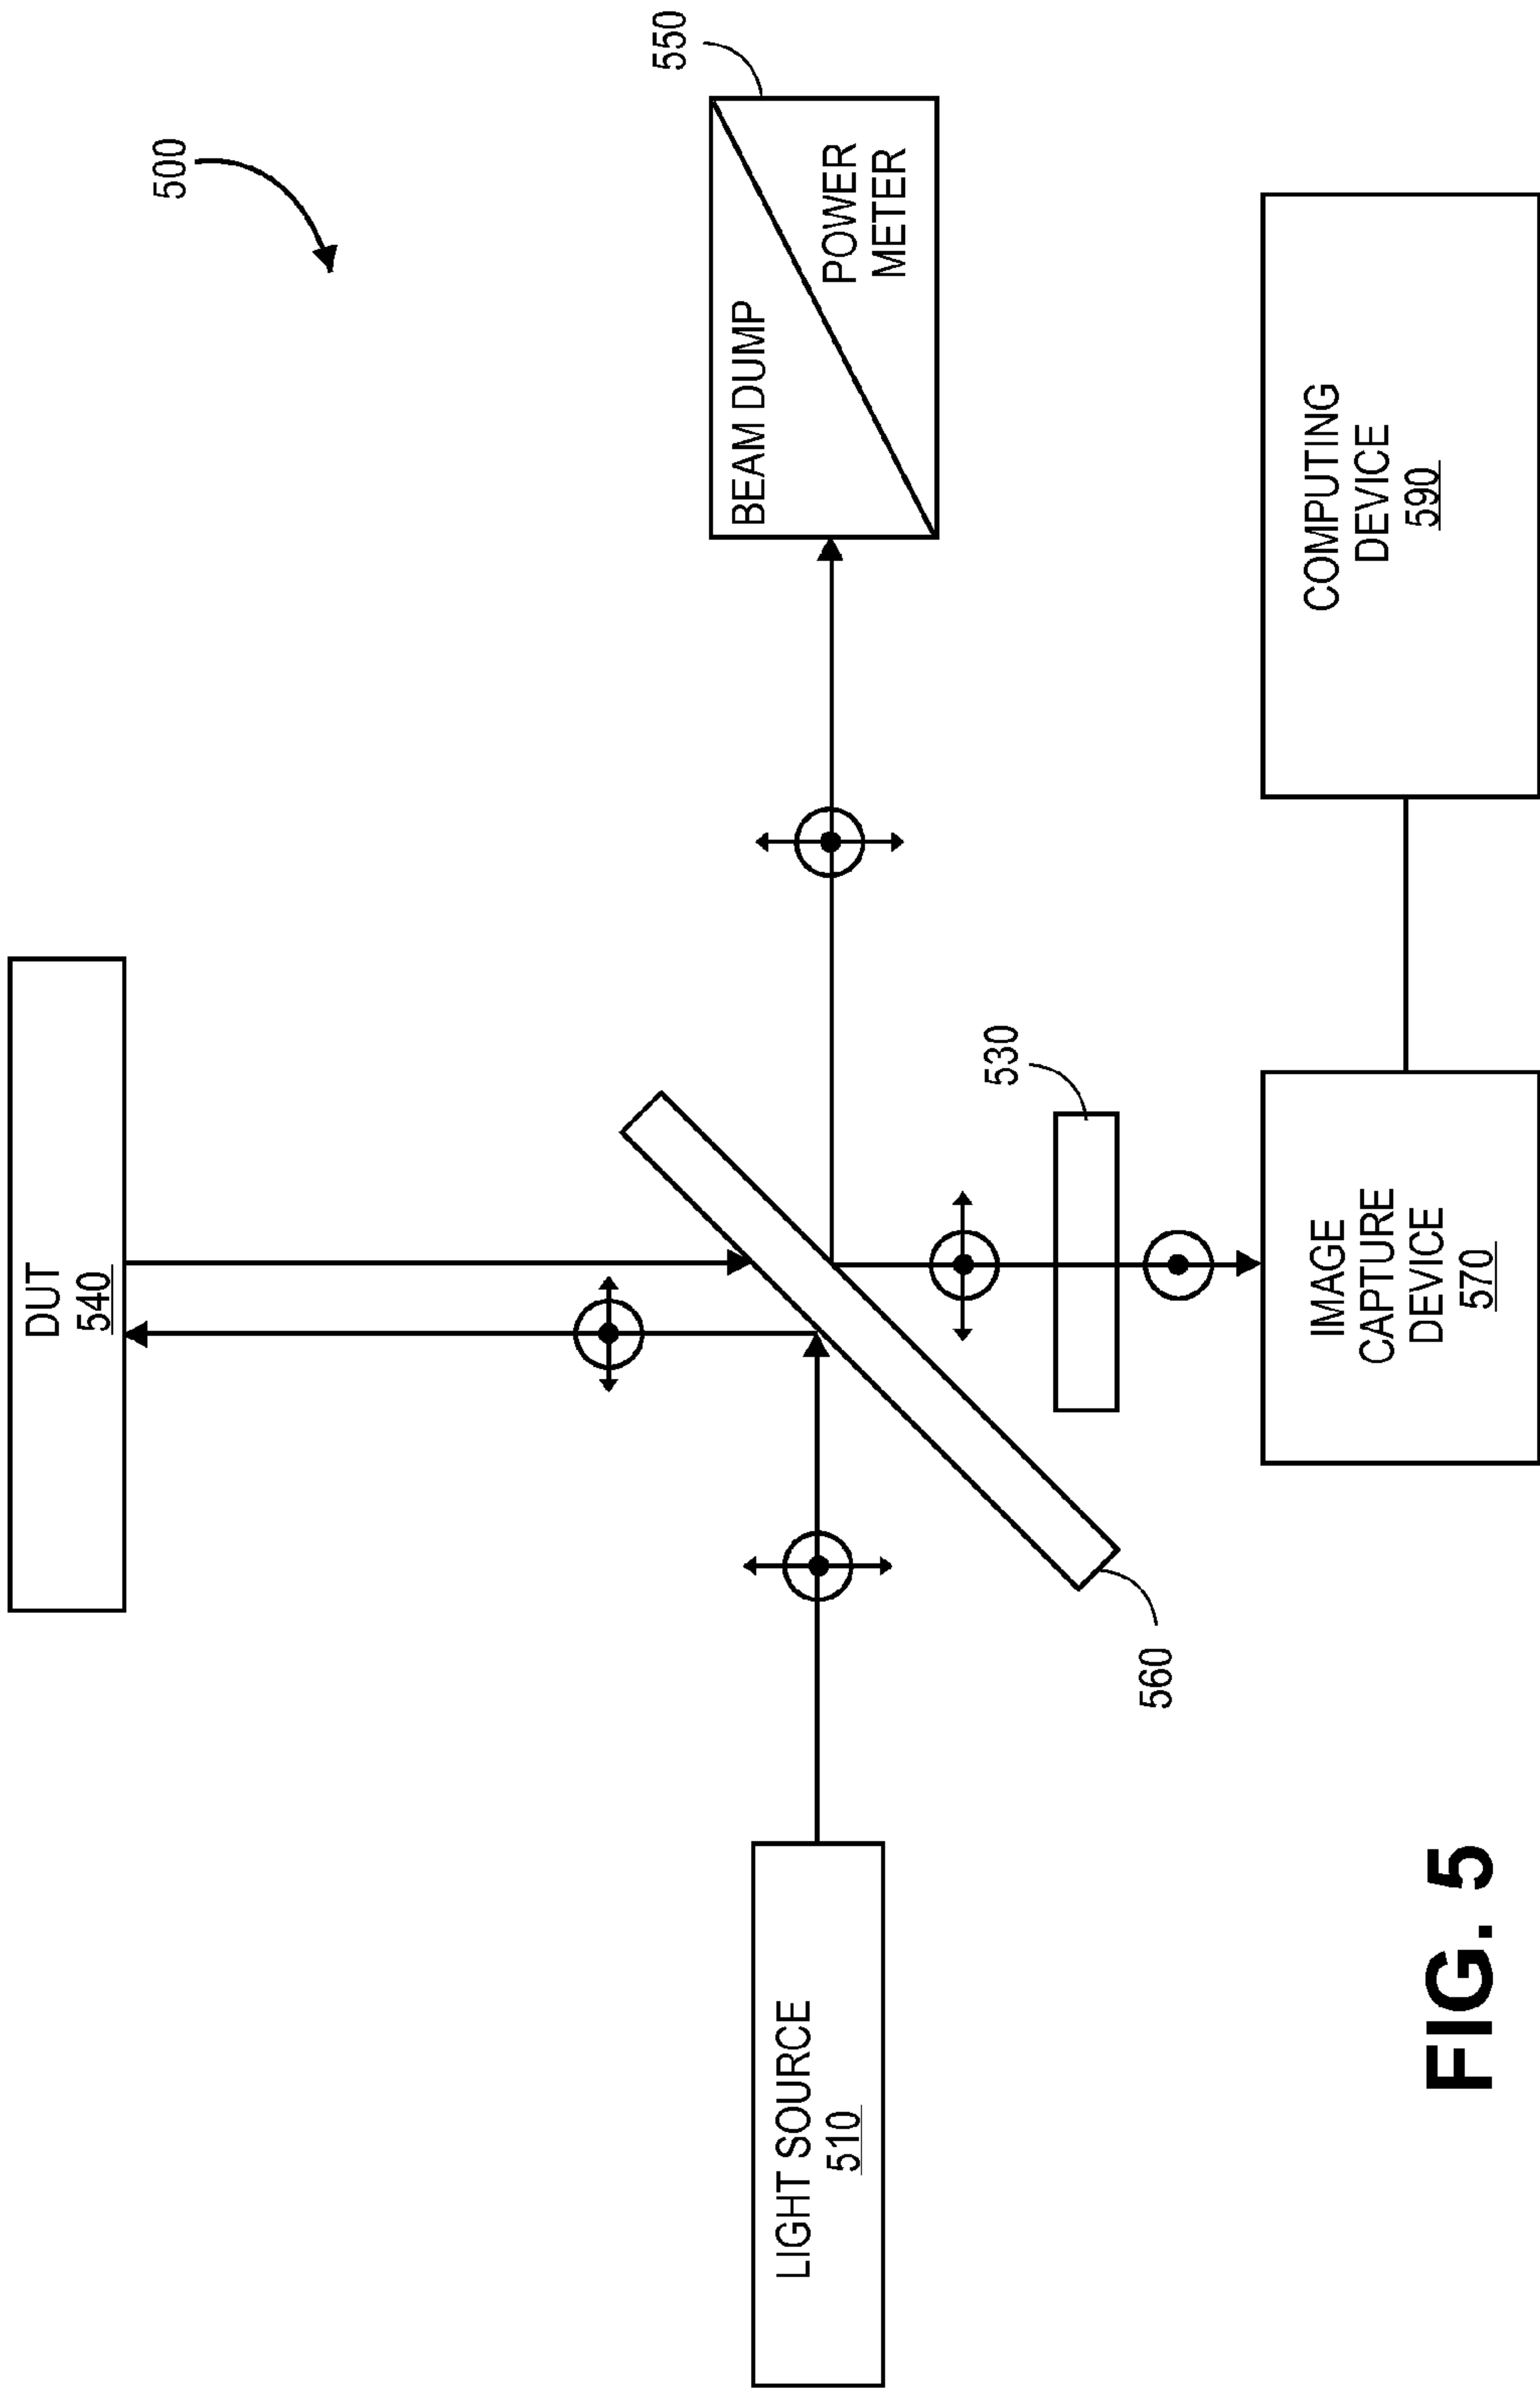 500
550
DUT
540
BEAM DUMP
POWER
METER
530
560
LIGHT SOURCE
510
IMAGE
CAPTURE
DEVICE
570
COMPUTING
DEVICE
590
FIG. 5